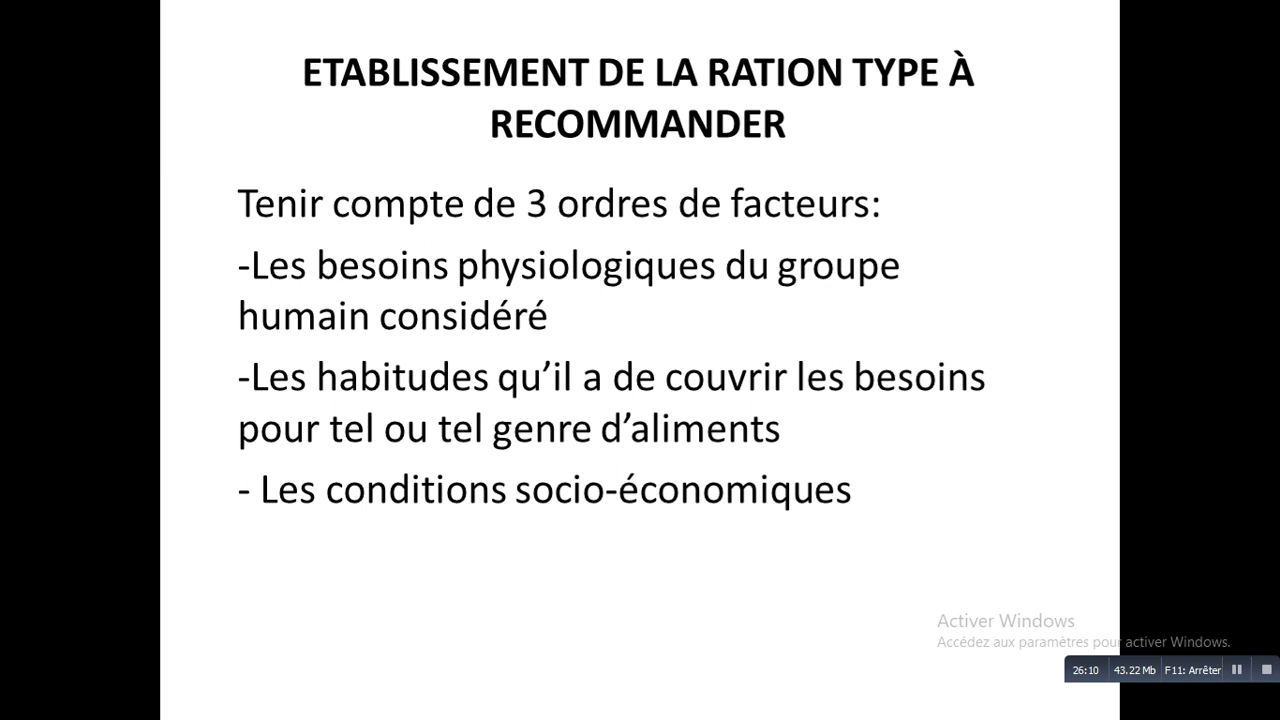 ETABLISSEMENT DE LA RATION TYPE À
RECOMMANDER
Tenir compte de 3 ordres de facteurs:
-Les besoins physiologiques du groupe
humain considéré
-Les habitudes qu’il a de couvrir les besoins
pour tel ou tel genre d’aliments
- Les conditions socio-économiques
Activer Windows
Accédez aux paramètres pour activer Windows.
26:10 43.22 Mb F11: Arrêter